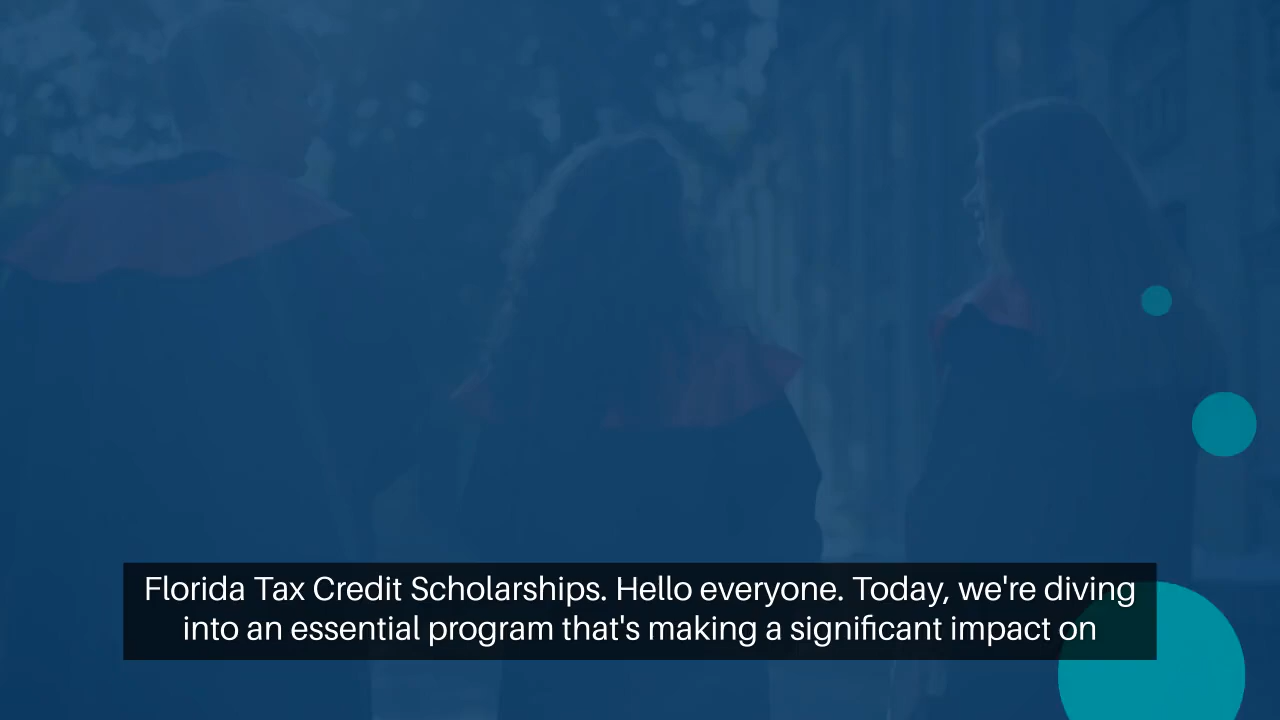 Florida Tax Credit Scholarships. Hello everyone. Today, we're diving
into an essential program that's making a significant impact on